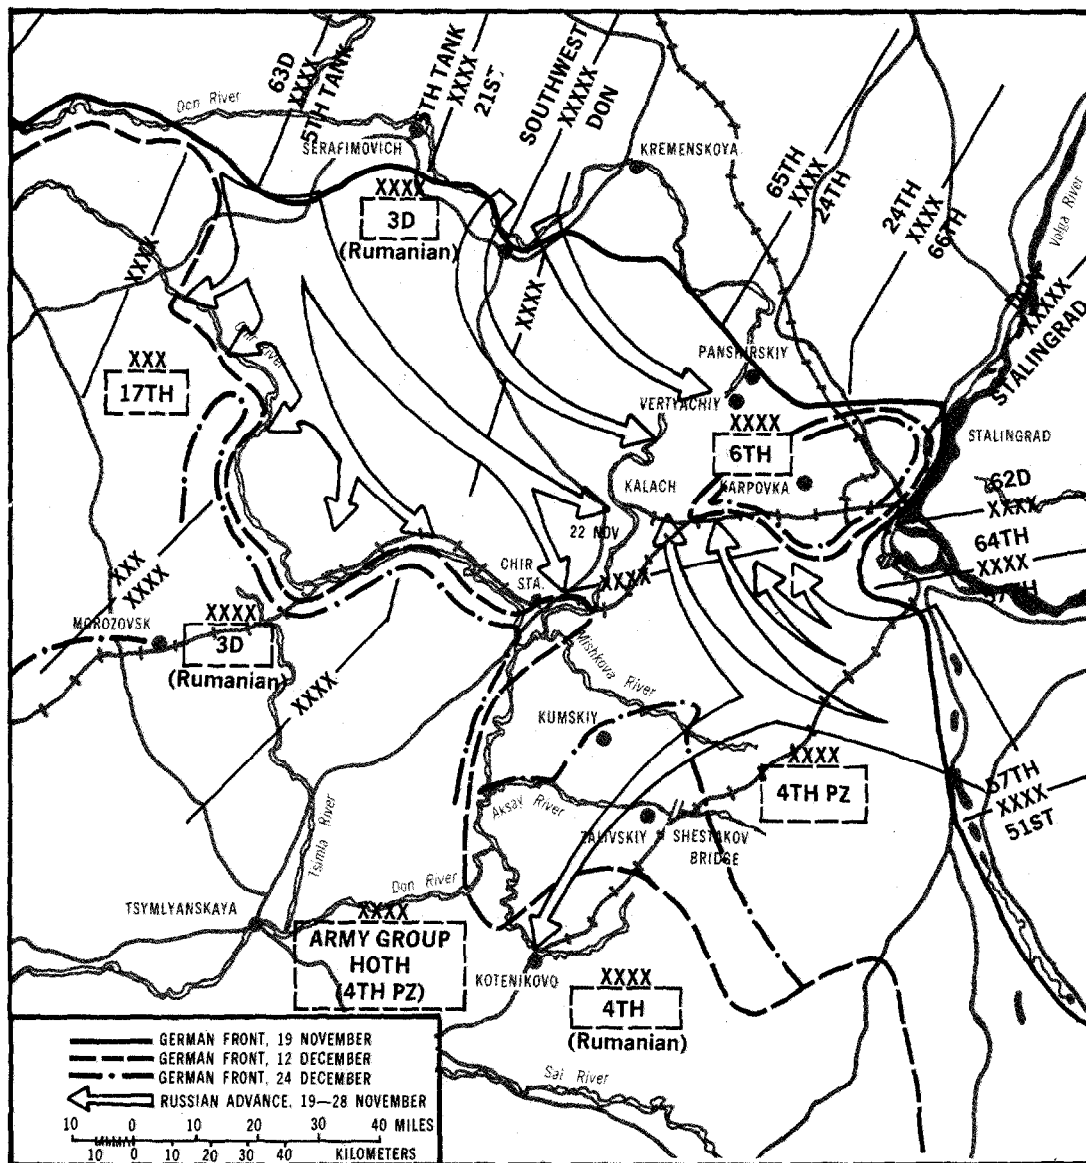 63D
XXXX
5TH TANK
5TH TANK
XXXX
21ST
SOUTHWEST
XXXXX
DON
Don River
SERAFIMOVICH
KREMENSKOYA
65TH
XXXX
24TH
24TH
XXXX
66TH
Volga River
XXXX
3D
(Rumanian)
XXXX
XXXX
DON
XXXXX
STALINGRAD
Chir River
XXX
17TH
PANSHIRSKIY
VERTYACHIY
XXXX
6TH
STALINGRAD
KALACH
KARPOVKA
62D
XXXX
64TH
XXXX
57TH
22 NOV
CHIR
STA.
XXXX
XXX
XXXX
MOROZOVSK
XXXX
3D
(Rumanian)
XXXX
Mishkova River
KUMSKIY
XXXX
4TH PZ
57TH
XXXX
51ST
Aksay River
ZALIVSKIY
SHESTAKOV
BRIDGE
Tsimla River
Don River
TSYMLYANSKAYA
XXXX
ARMY GROUP
HOTH
(4TH PZ)
KOTENIKOVO
XXXX
4TH
(Rumanian)
Sal River
GERMAN FRONT, 19 NOVEMBER
GERMAN FRONT, 12 DECEMBER
GERMAN FRONT, 24 DECEMBER
RUSSIAN ADVANCE, 19—28 NOVEMBER
10 0 10 20 30 40 MILES
10 0 10 20 30 40 KILOMETERS